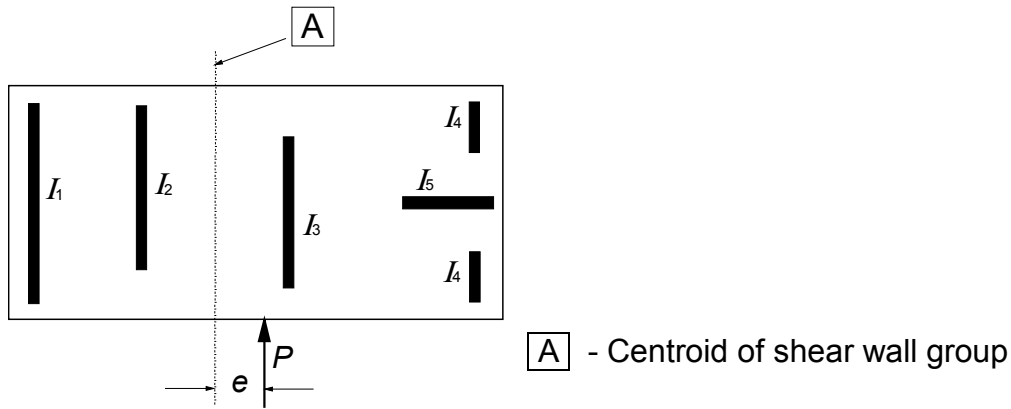 A
I₁
I₂
I₃
I₄
I₅
I₄
P
e
A - Centroid of shear wall group